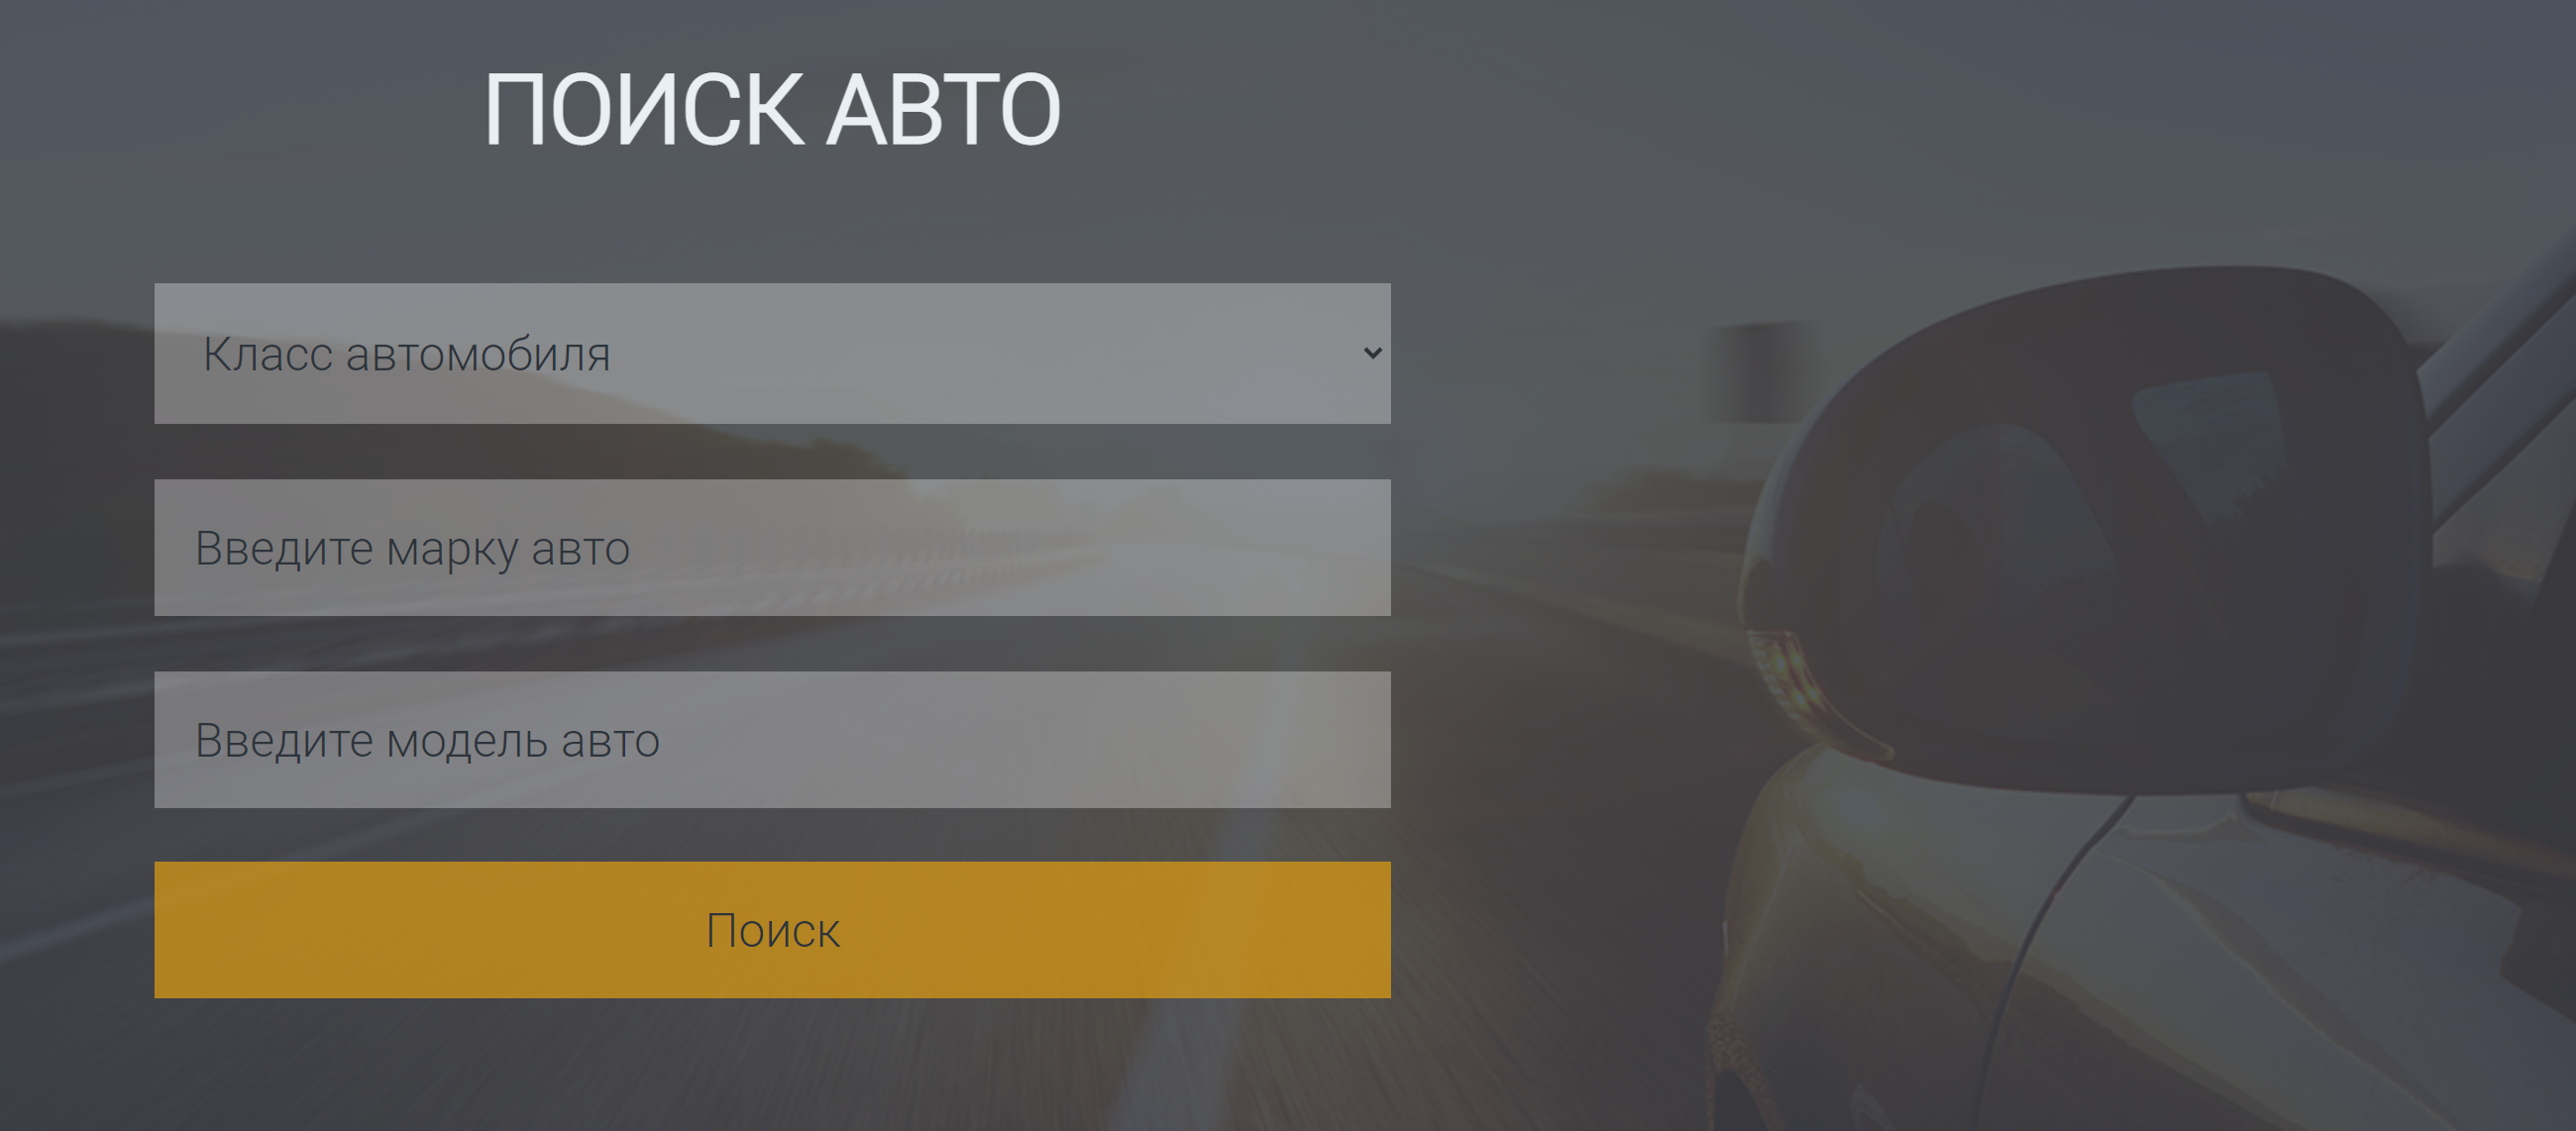 ПОИСК АВТО
Класс автомобиля
Введите марку авто
Введите модель авто
Поиск